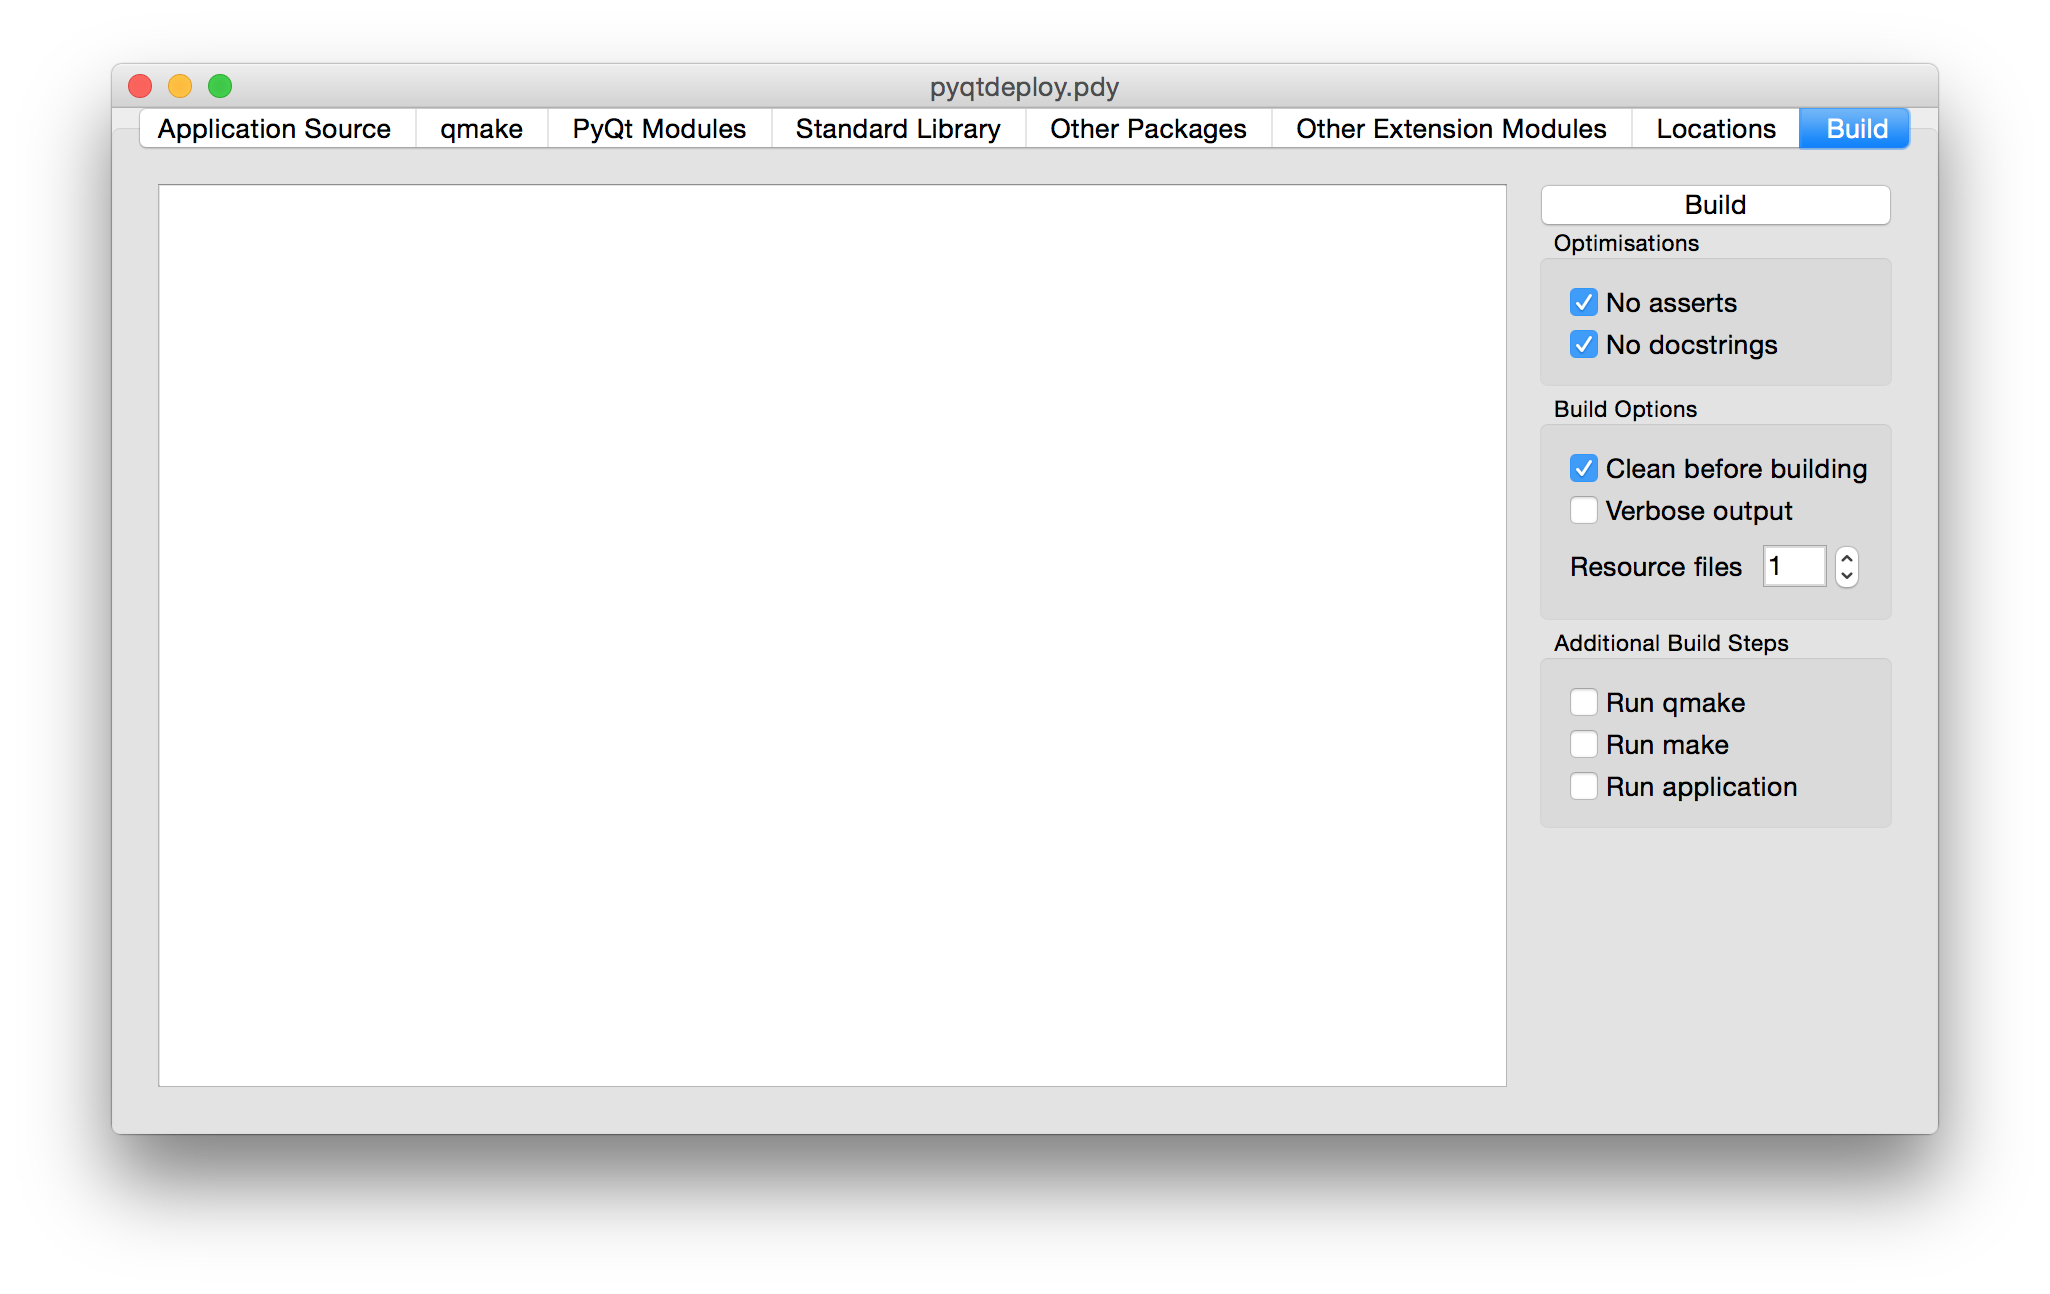 pyqtdeploy.pdy
Application Source qmake PyQt Modules Standard Library Other Packages Other Extension Modules Locations Build
Build
Optimisations
No asserts
No docstrings
Build Options
Clean before building
Verbose output
Resource files 1
Additional Build Steps
Run qmake
Run make
Run application